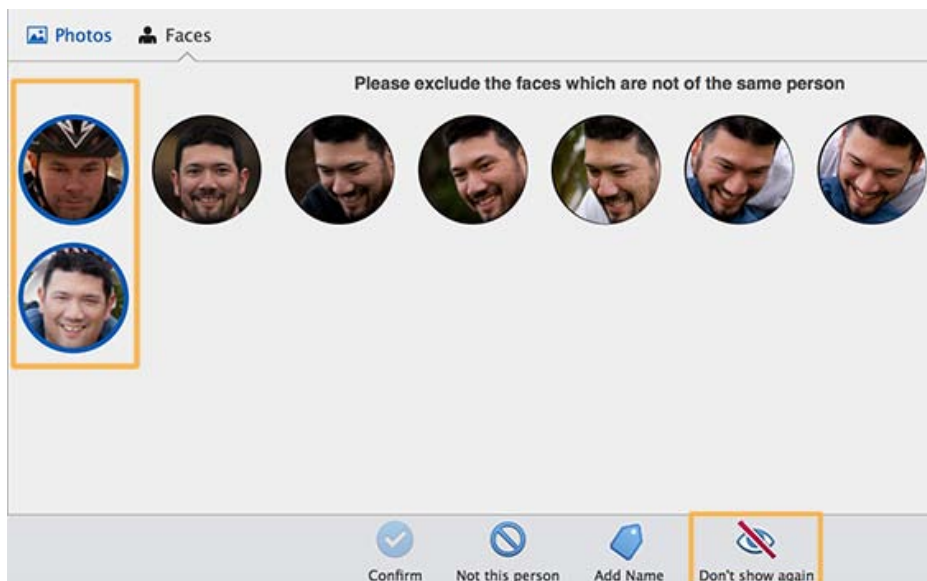 Photos Faces
Please exclude the faces which are not of the same person
Confirm Not this person Add Name Don't show again